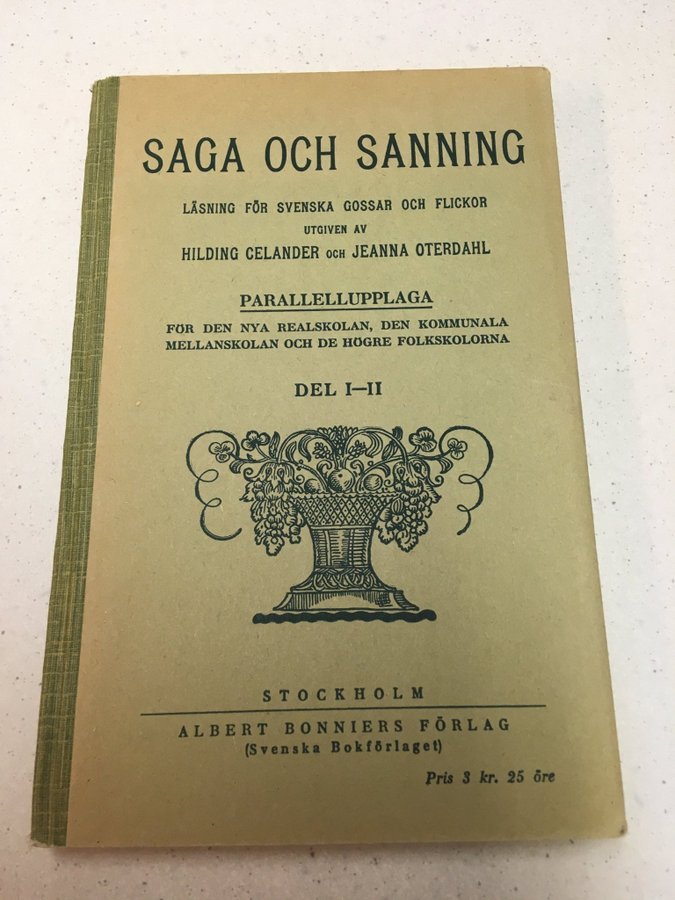 SAGA OCH SANNING
LÄSNING FÖR SVENSKA GOSSAR OCH FLICKOR
UTGIVEN AV
HILDING CELANDER OCH JEANNA OTERDAHL
PARALLELLUPPLAGA
FÖR DEN NYA REALSKOLAN, DEN KOMMUNALA
MELLANSKOLAN OCH DE HÖGRE FOLKSKOLORNA
DEL I—II
STOCKHOLM
ALBERT BONNIERS FÖRLAG
(Svenska Bokförlaget)
Pris 3 kr. 25 öre